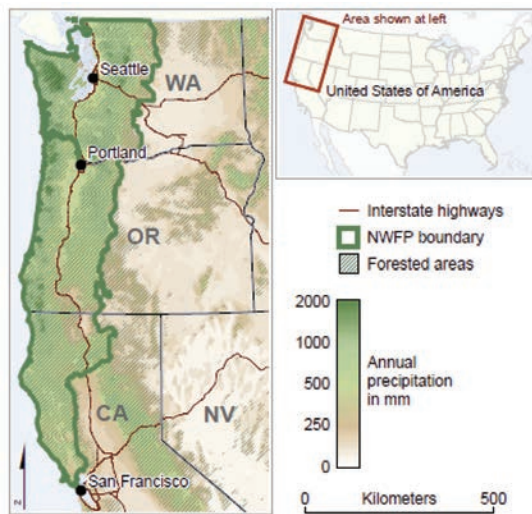 Seattle
WA
Portland
OR
CA
NV
San Francisco
N
Area shown at left
United States of America
Interstate highways
NWFP boundary
Forested areas
2000
1000
500
250
0
Annual
precipitation
in mm
0 Kilometers 500